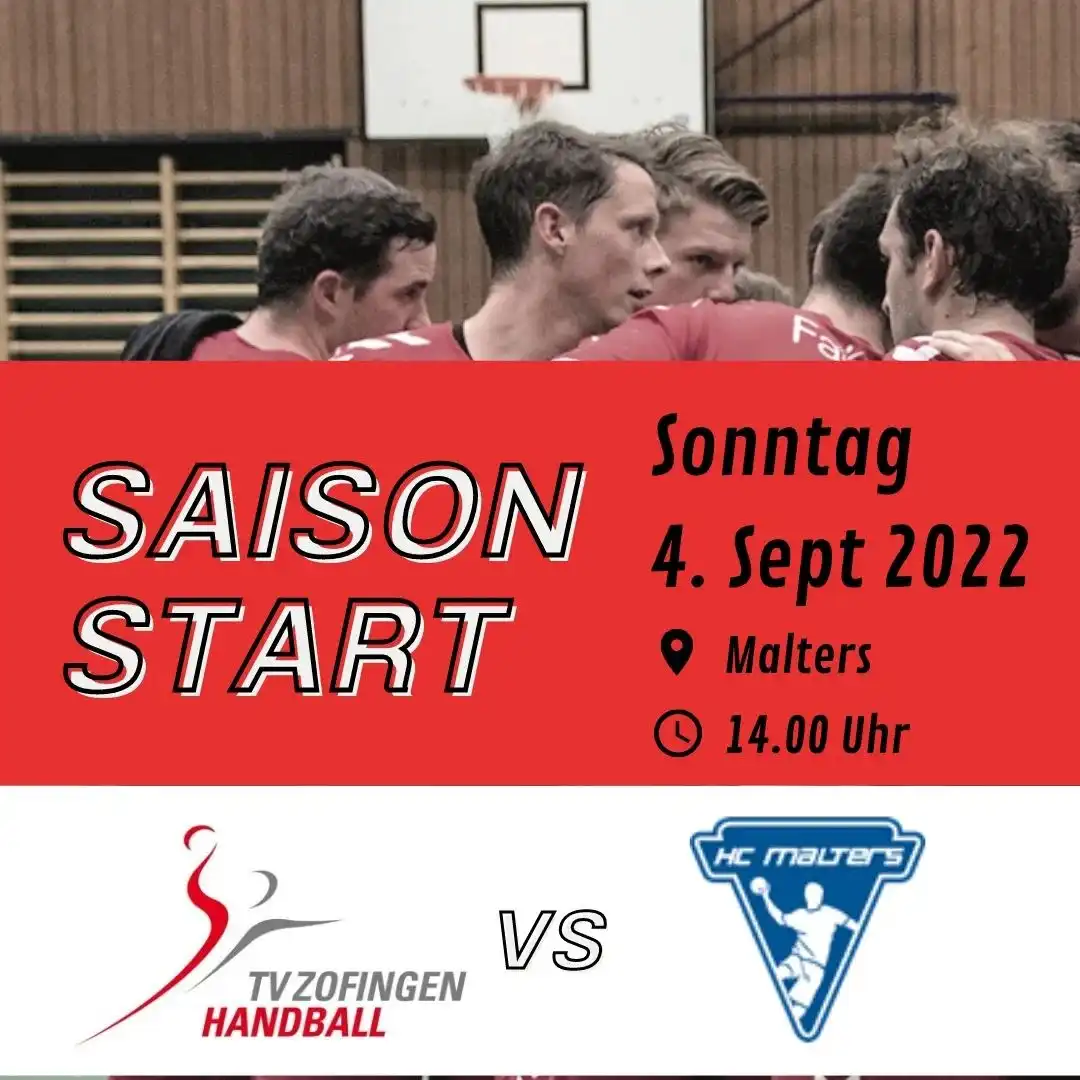 SAISON
START
Sonntag
4. Sept 2022
Malters
14.00 Uhr
TV ZOFINGEN
HANDBALL
VS
HC MALTERS